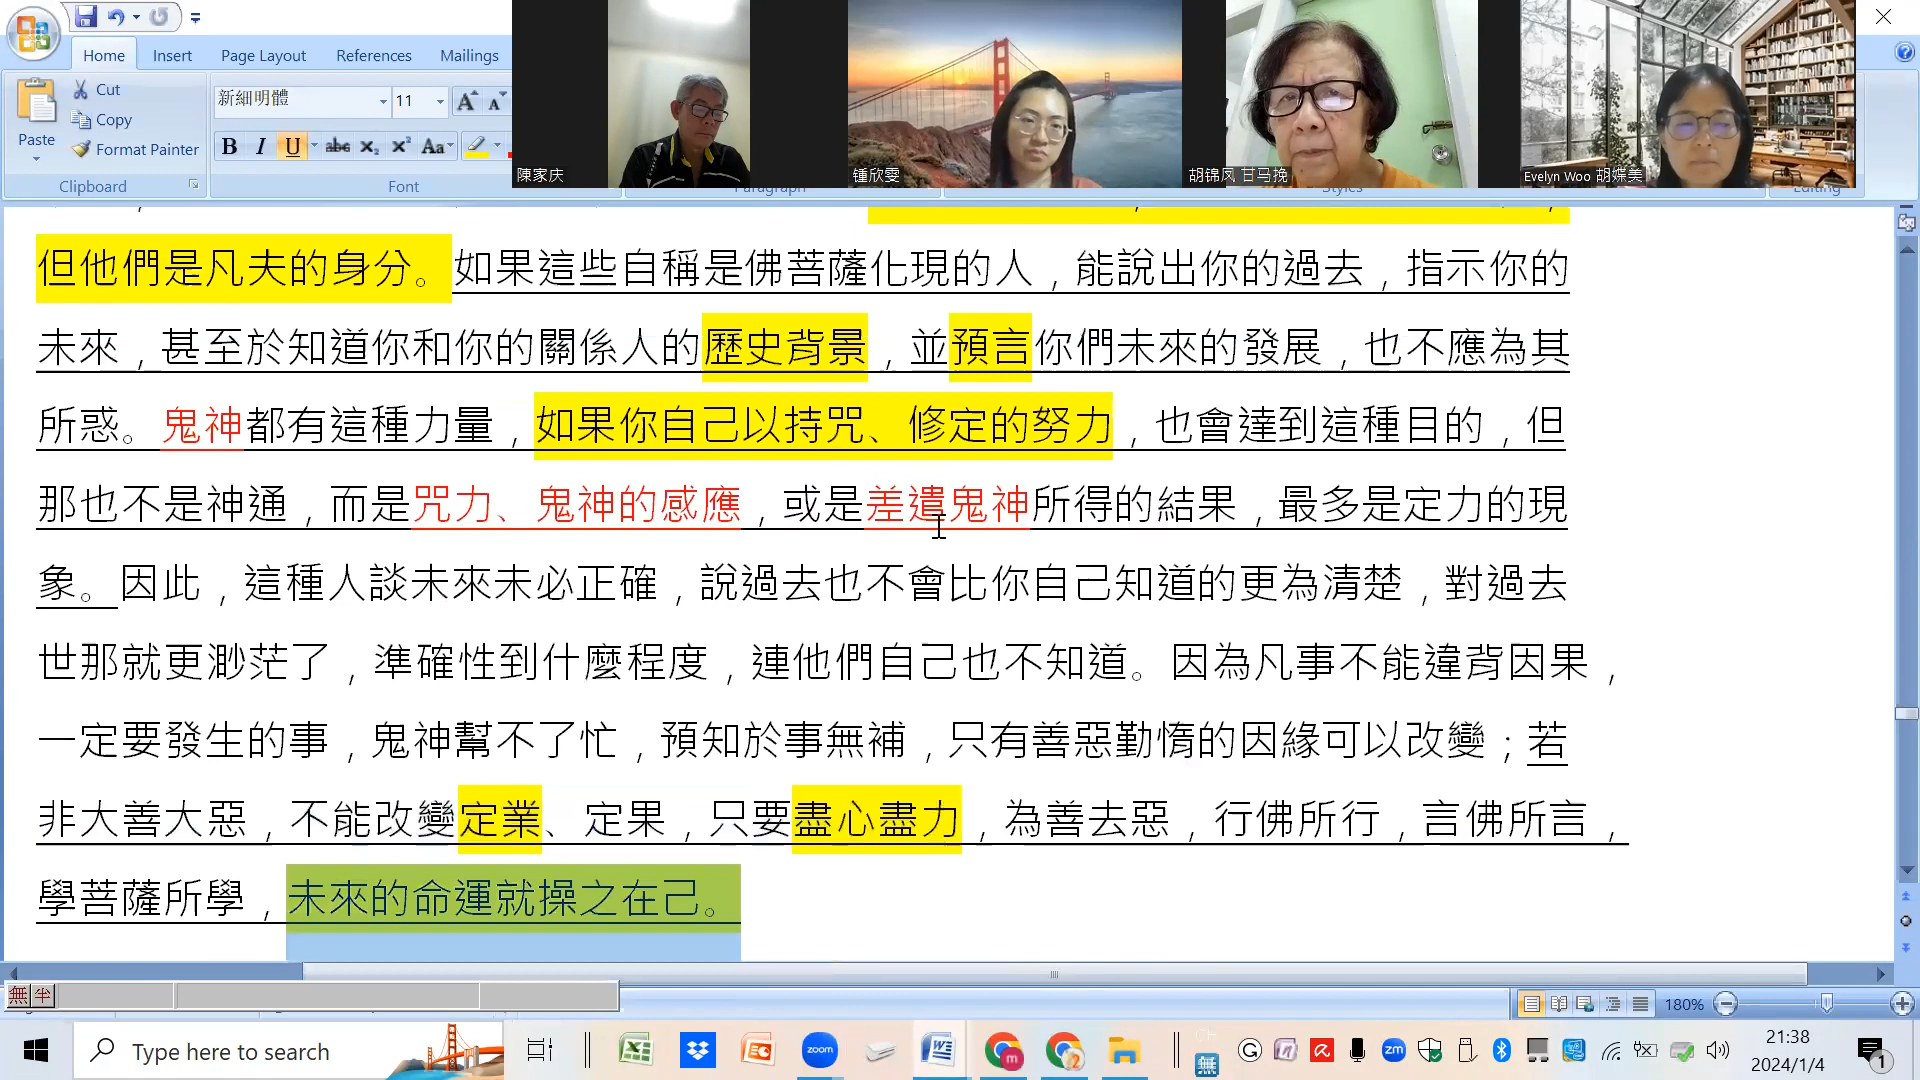 Home Insert Page Layout References Mailings
Paste
Cut
Copy
Format Painter
Clipboard
新細明體 11
B I U abc X₂ X² Aa
Font
Paragraph
Styles
Editing
陳家庆
锺欣雯
胡锦凤 甘马挽
Evelyn Woo 胡媒美
但他們是凡夫的身分。如果這些自稱是佛菩薩化現的人，能說出你的過去，指示你的
未來，甚至於知道你和你的關係人的歷史背景，並預言你們未來的發展，也不應為其
所惑。鬼神都有這種力量，如果你自己以持咒、修定的努力，也會達到這種目的，但
那也不是神通，而是咒力、鬼神的感應，或是差遣鬼神所得的結果，最多是定力的現
象。因此，這種人談未來未必正確，說過去也不會比你自己知道的更為清楚，對過去
世那就更渺茫了，準確性到什麼程度，連他們自己也不知道。因為凡事不能違背因果，
一定要發生的事，鬼神幫不了忙，預知於事無補，只有善惡勤惰的因緣可以改變；若
非大善大惡，不能改變定業、定果，只要盡心盡力，為善去惡，行佛所行，言佛所言，
學菩薩所學，未來的命運就操之在己。
無 半
180%
Type here to search
zoom
zm
CH
無
21:38
2024/1/4
1